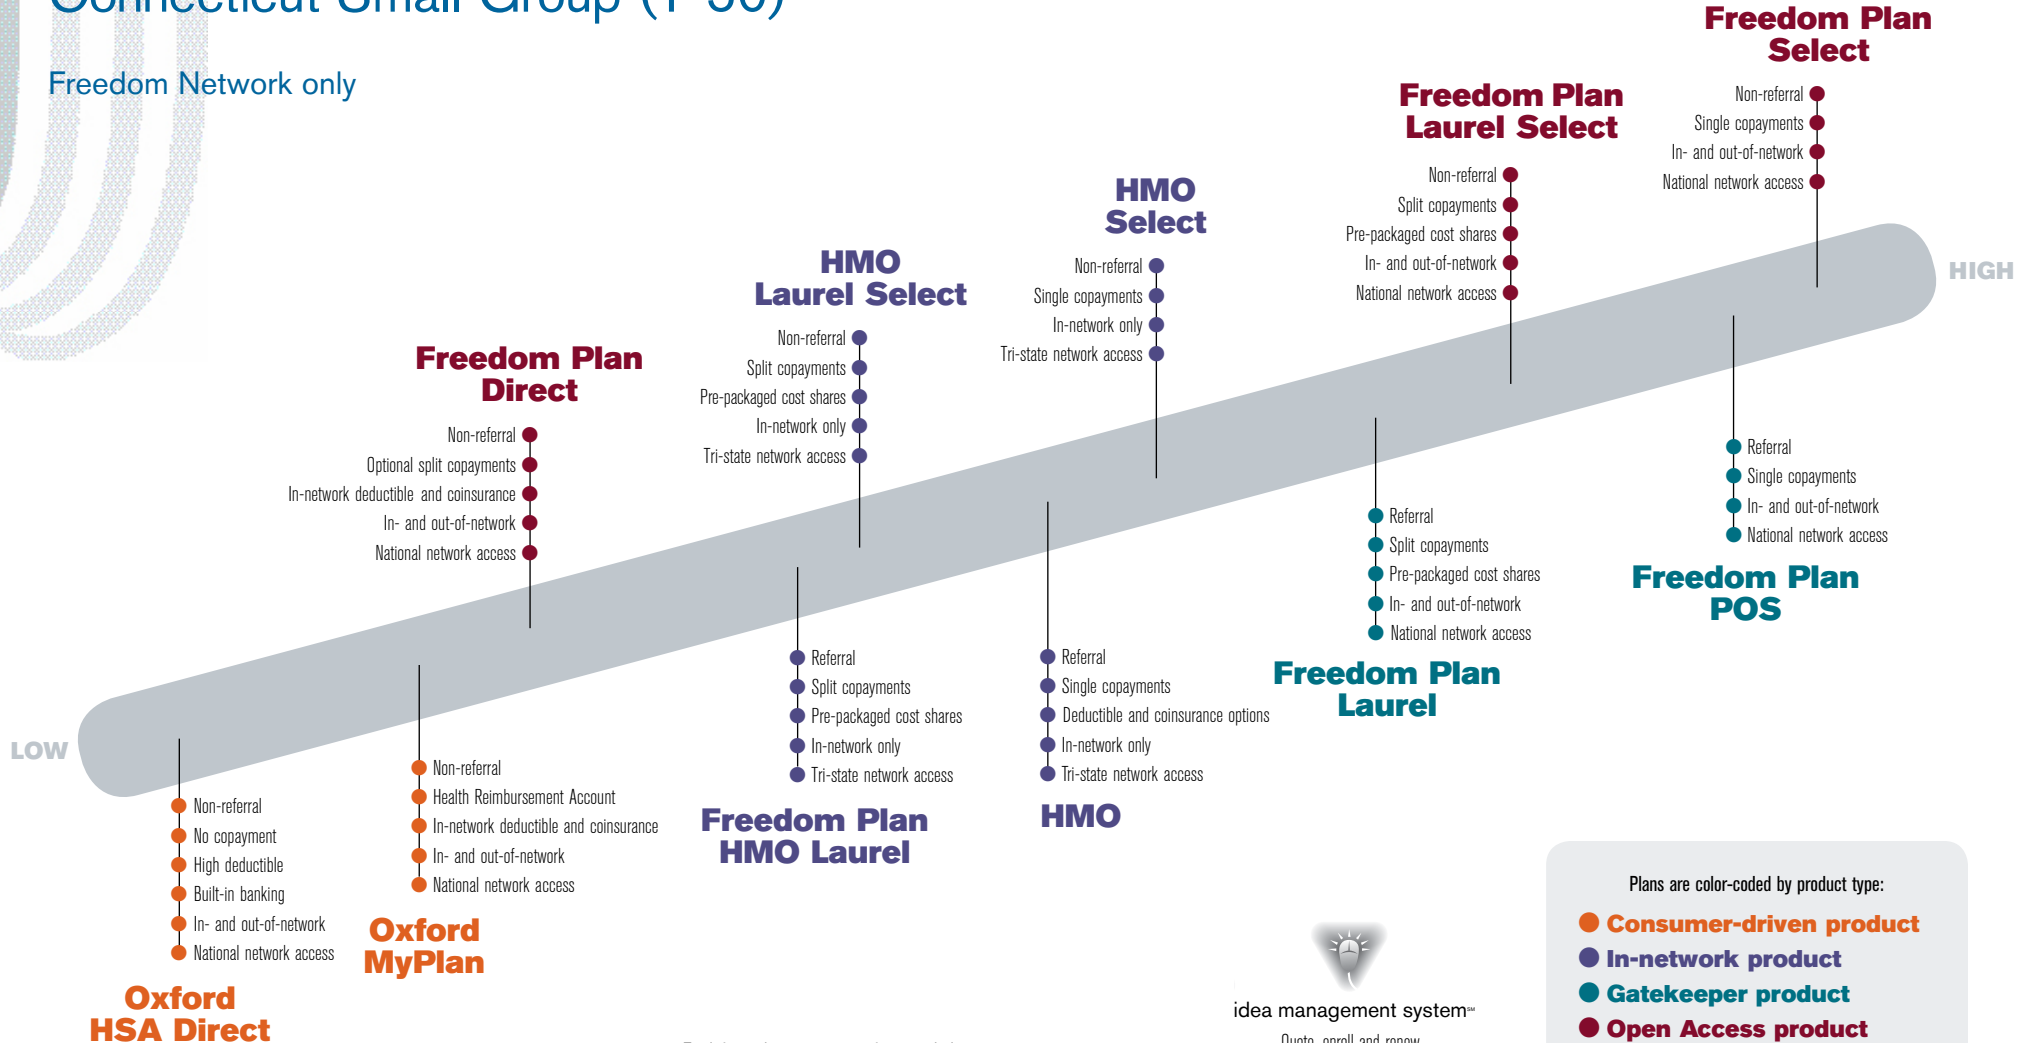 Connecticut Small Group (1-50)
Freedom Network only
Freedom Plan
Select
Non-referral
Single copayments
In- and out-of-network
National network access
Freedom Plan
Laurel Select
Non-referral
Split copayments
Pre-packaged cost shares
In- and out-of-network
National network access
HMO
Select
Non-referral
Single copayments
In-network only
Tri-state network access
HMO
Laurel Select
Non-referral
Split copayments
Pre-packaged cost shares
In-network only
Tri-state network access
Freedom Plan
Direct
Non-referral
Optional split copayments
In-network deductible and coinsurance
In- and out-of-network
National network access
HIGH
LOW
Non-referral
No copayment
High deductible
Built-in banking
In- and out-of-network
National network access
Oxford
HSA Direct
Non-referral
Health Reimbursement Account
In-network deductible and coinsurance
In- and out-of-network
National network access
Oxford
MyPlan
Referral
Split copayments
Pre-packaged cost shares
In-network only
Tri-state network access
Freedom Plan
HMO Laurel
Referral
Single copayments
Deductible and coinsurance options
In-network only
Tri-state network access
HMO
Referral
Split copayments
Pre-packaged cost shares
In- and out-of-network
National network access
Freedom Plan
Laurel
Referral
Single copayments
In- and out-of-network
National network access
Freedom Plan
POS
idea management system℠
Quote, enroll and renew
Plans are color-coded by product type:
Consumer-driven product
In-network product
Gatekeeper product
Open Access product